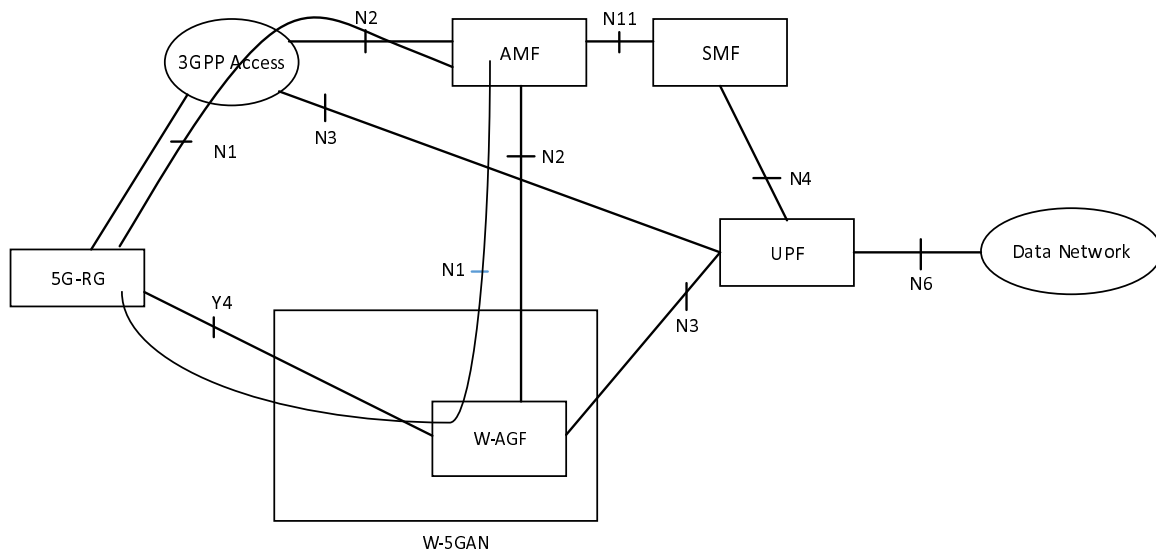 N2
N11
3GPP Access
AMF
SMF
N3
N1
N2
N4
5G-RG
N1
UPF
Data Network
Y4
N6
N3
W-AGF
W-5GAN